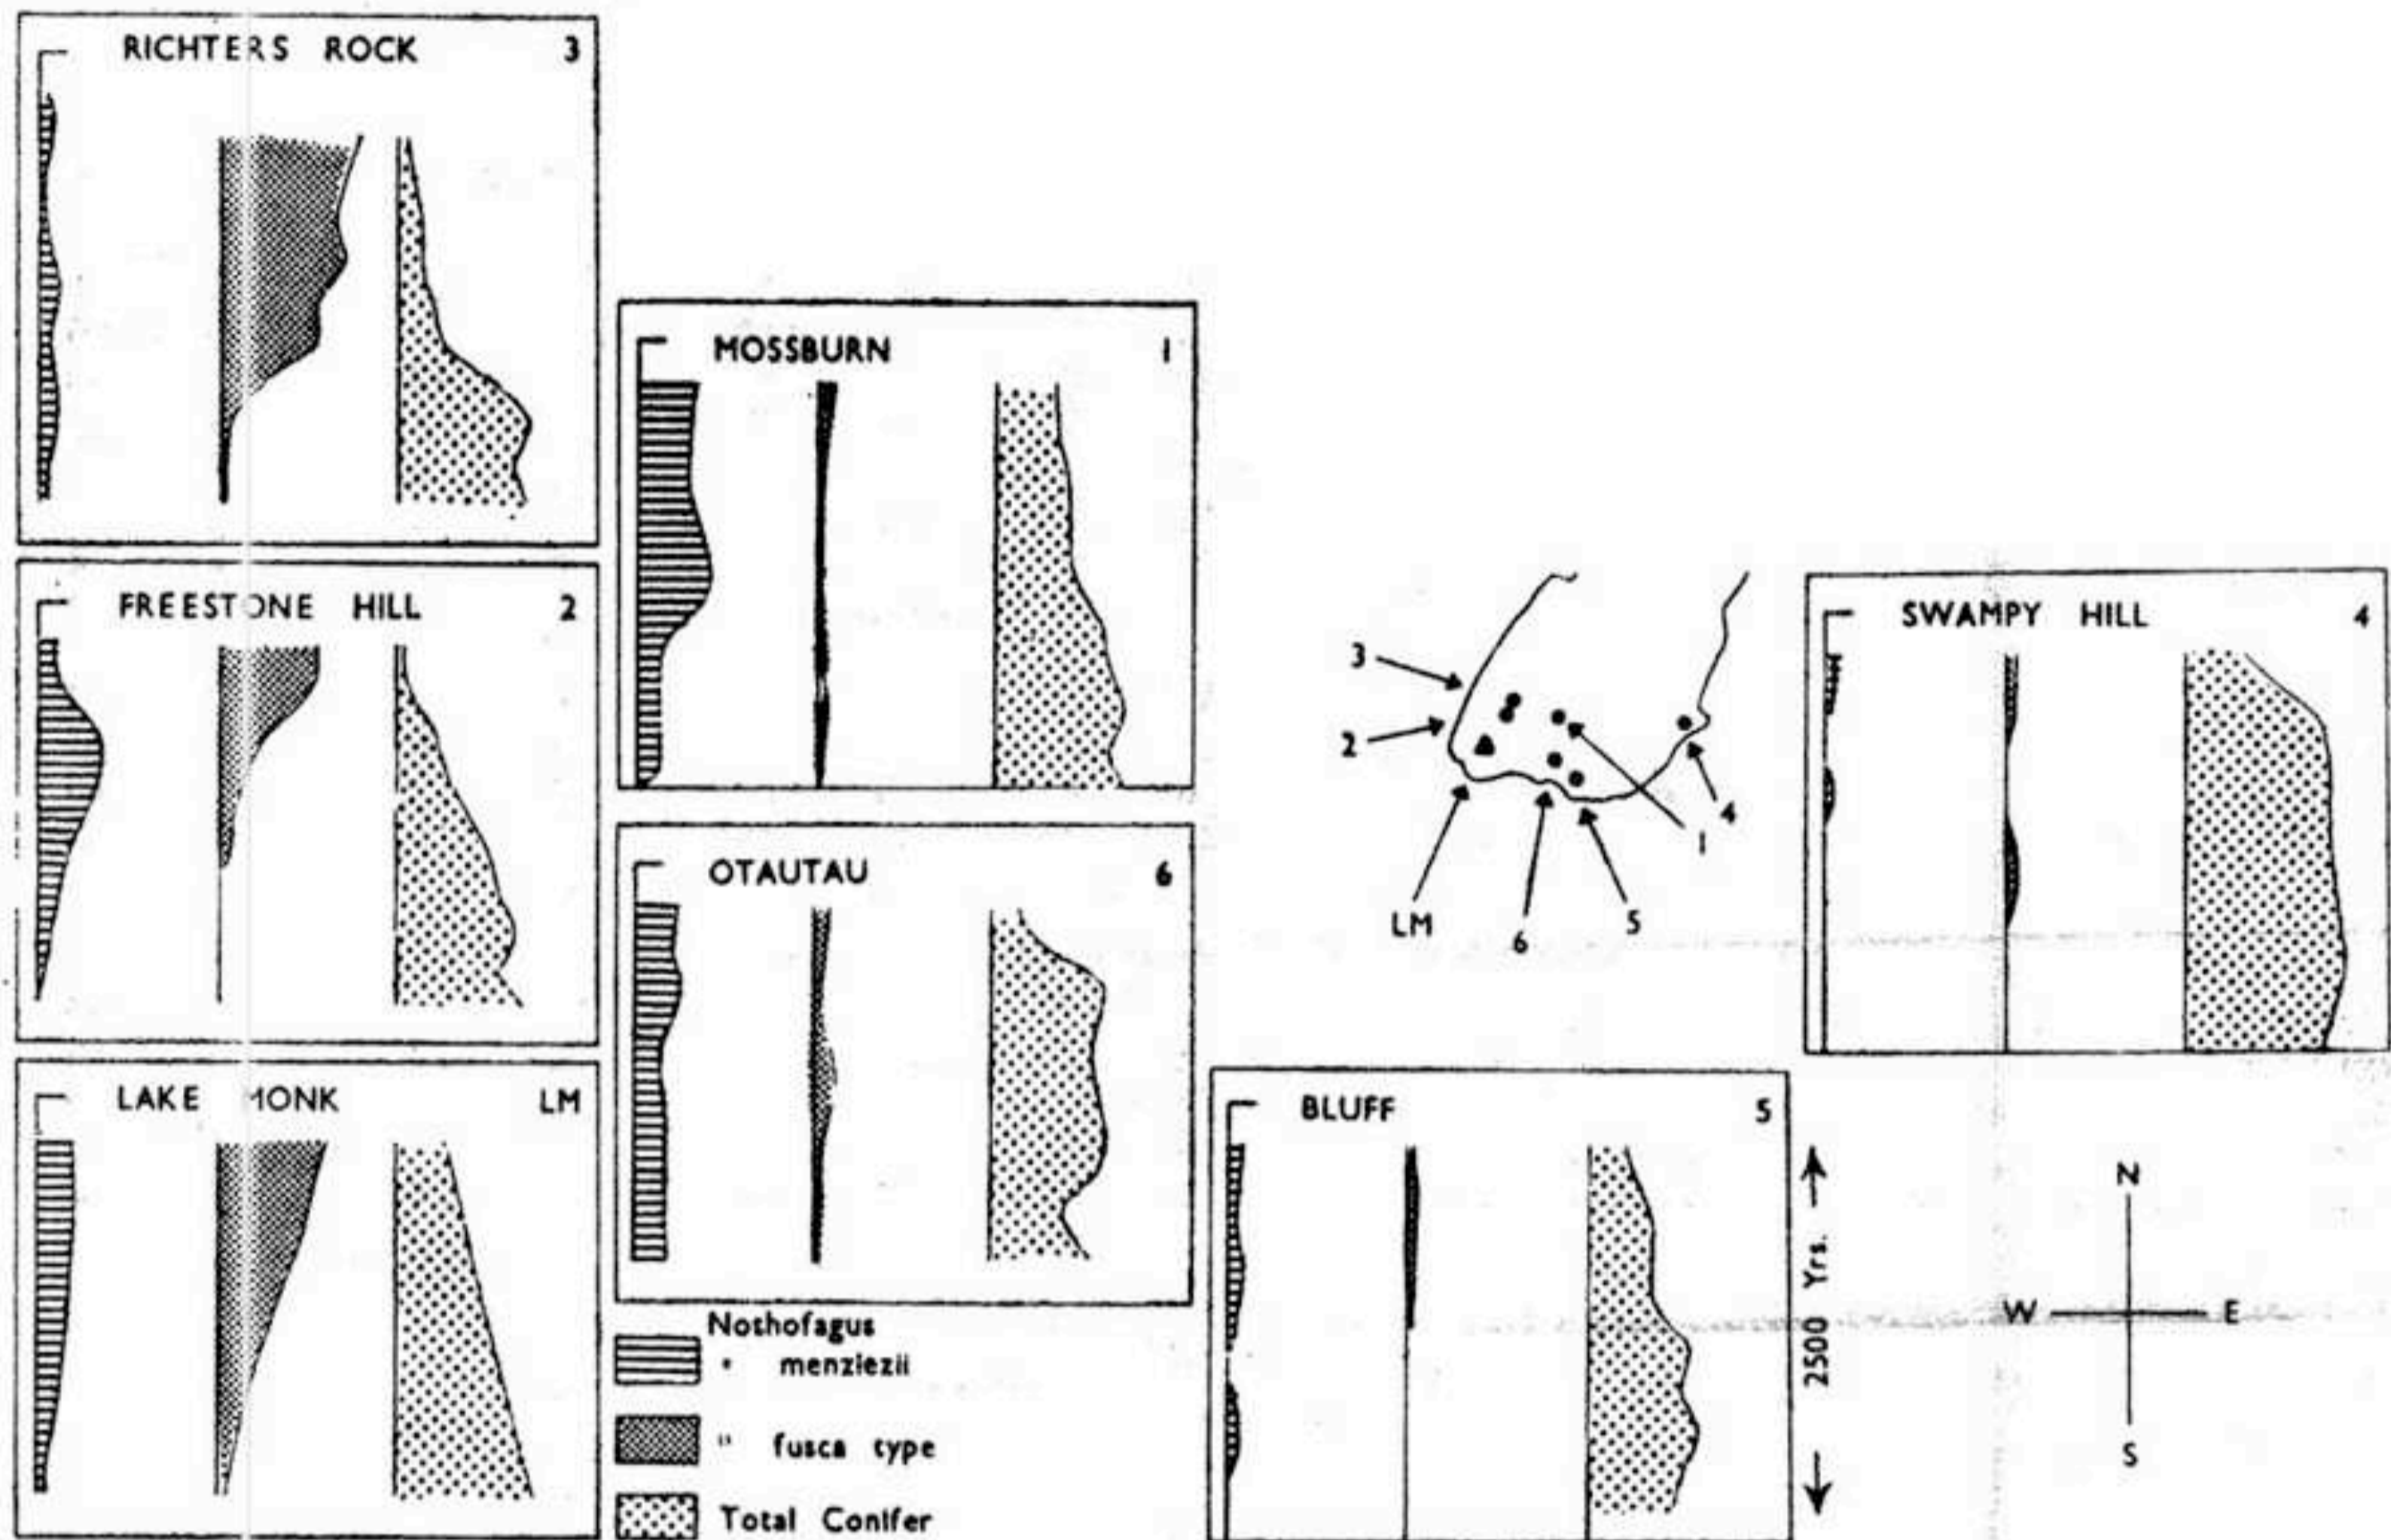 RICHTERS ROCK 3
MOSSBURN 1
FREESTONE HILL 2
SWAMPY HILL 4
OTAUTAU 6
LAKE MONK LM
BLUFF 5
3
2
LM
6
5
4
1
Nothofagus
" menziezii
" fusca type
Total Conifer
2500 Yrs.
N
W E
S